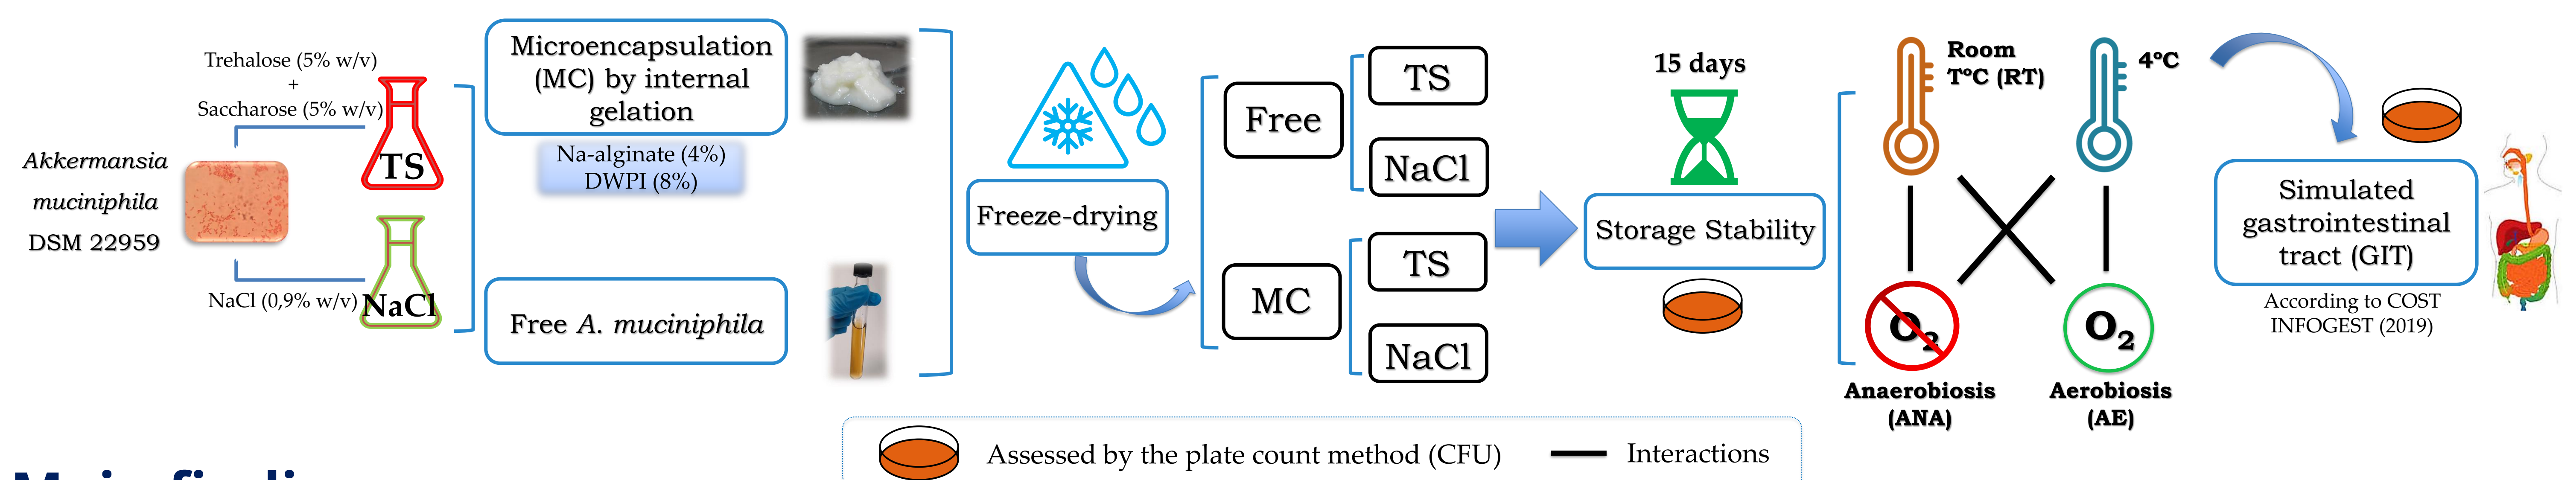 Akkermansia
muciniphila
DSM 22959
Trehalose (5% w/v)
+
Saccharose (5% w/v)
TS
NaCl (0,9% w/v)
NaCl
Microencapsulation
(MC) by internal
gelation
Na-alginate (4%)
DWPI (8%)
Free A. muciniphila
Freeze-drying
Free
TS
NaCl
MC
TS
NaCl
15 days
Storage Stability
Room
TºC (RT)
4ºC
O2
Anaerobiosis
(ANA)
O2
Aerobiosis
(AE)
Simulated
gastrointestinal
tract (GIT)
According to COST
INFOGEST (2019)
Assessed by the plate count method (CFU)
Interactions